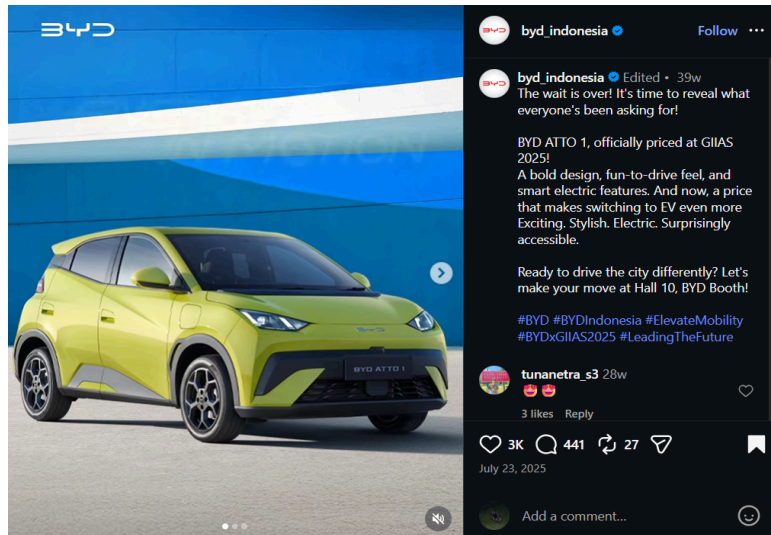 BYD
BYD
BYD ATTO 1
BYD
byd_indonesia
Follow
BYD
byd_indonesia Edited • 39w
The wait is over! It's time to reveal what
everyone's been asking for!
BYD ATTO 1, officially priced at GIIAS
2025!
A bold design, fun-to-drive feel, and
smart electric features. And now, a price
that makes switching to EV even more
Exciting. Stylish. Electric. Surprisingly
accessible.
Ready to drive the city differently? Let's
make your move at Hall 10, BYD Booth!
#BYD #BYDIndonesia #ElevateMobility
#BYDxGIIAS2025 #LeadingTheFuture
tunanetra_s3 28w
3 likes Reply
3K 441 27
July 23, 2025
Add a comment...